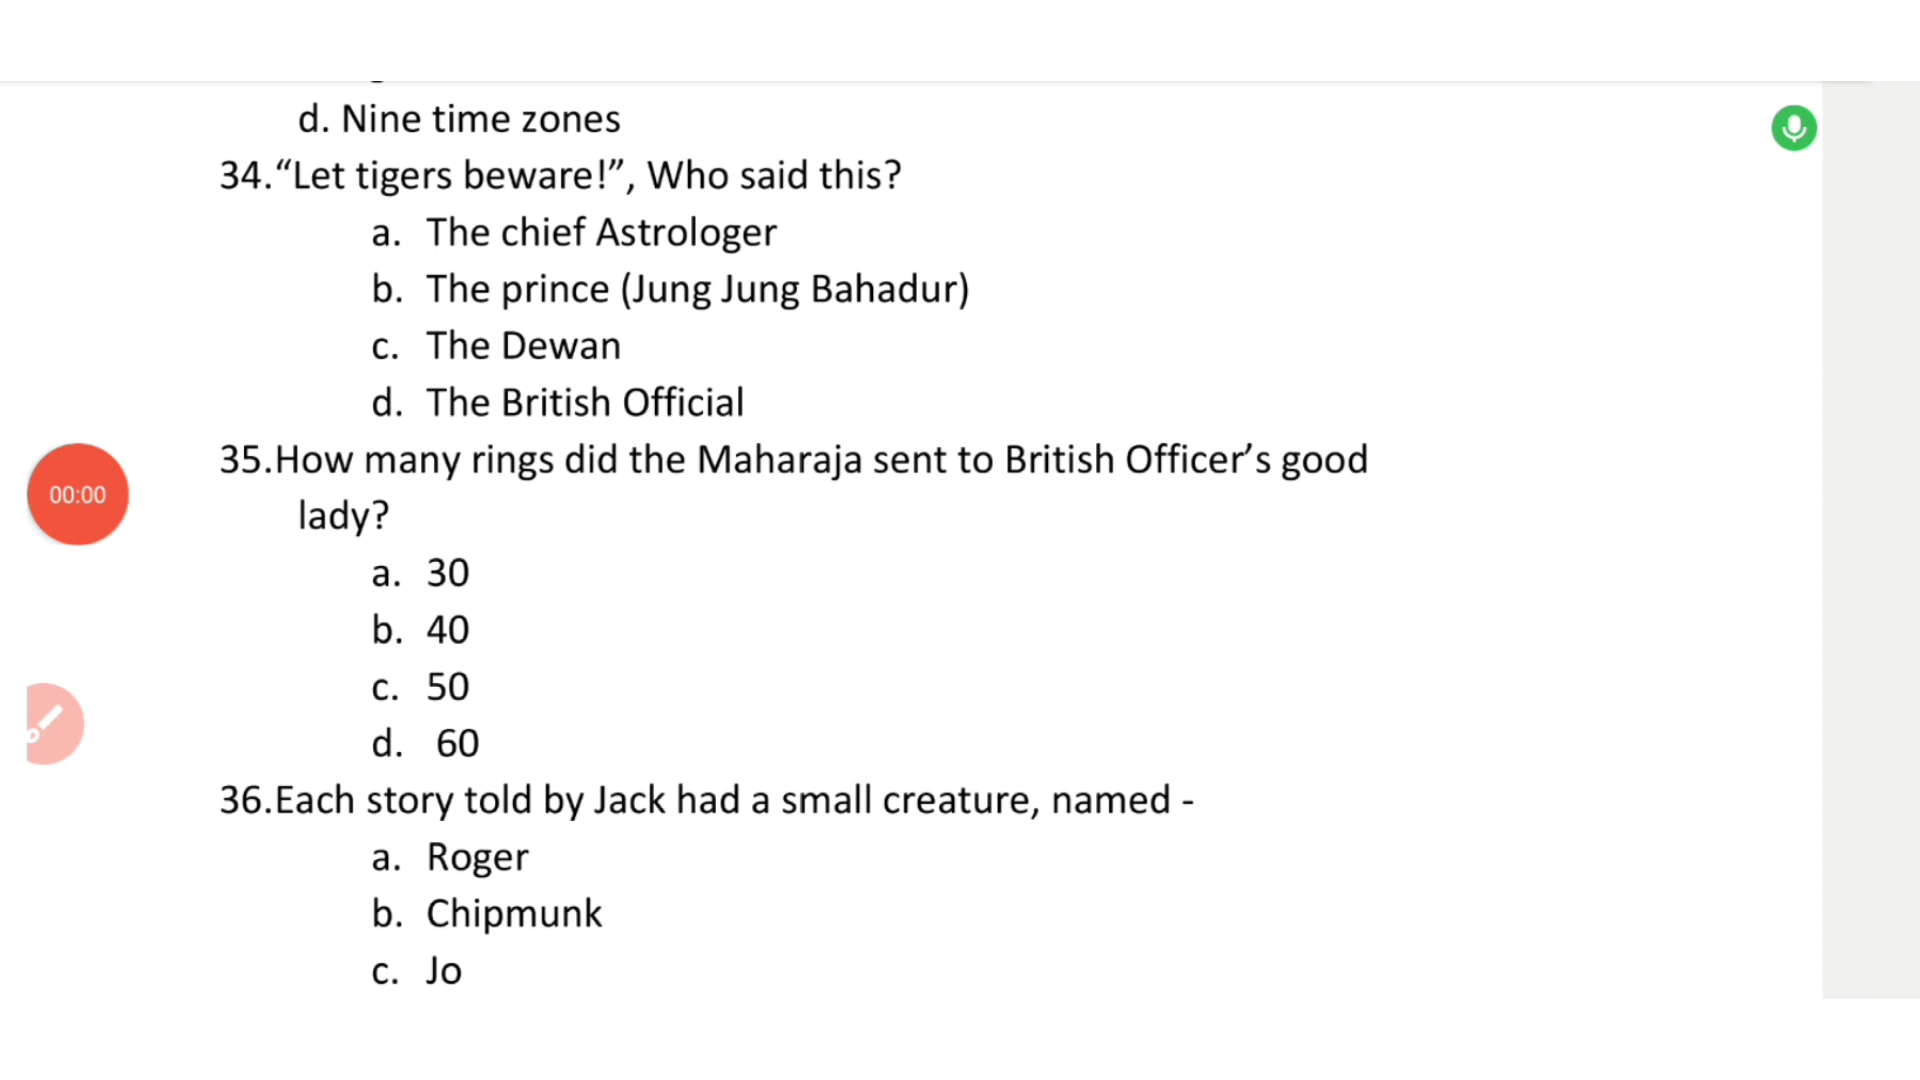 d. Nine time zones
34.“Let tigers beware!”, Who said this?
a. The chief Astrologer
b. The prince (Jung Jung Bahadur)
c. The Dewan
d. The British Official
35.How many rings did the Maharaja sent to British Officer’s good
lady?
00:00
a. 30
b. 40
c. 50
d. 60
36.Each story told by Jack had a small creature, named -
a. Roger
b. Chipmunk
c. Jo